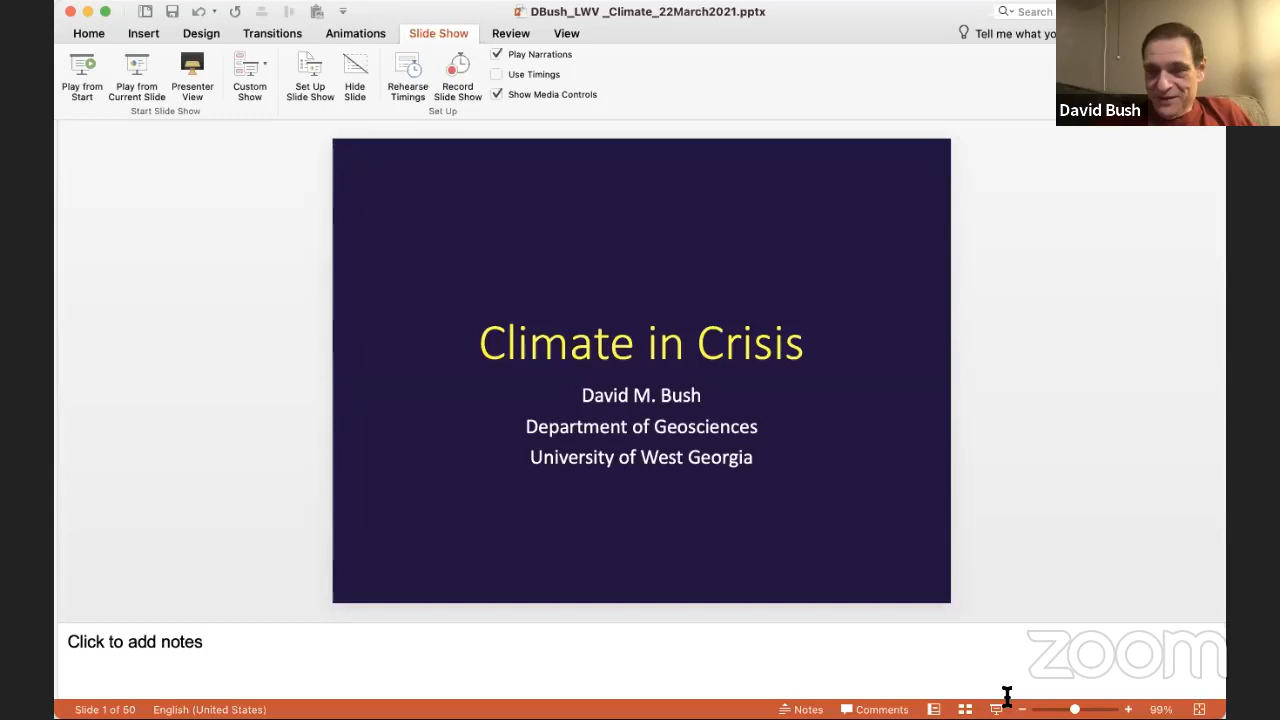 DBush_LWV _Climate_22March2021.pptx
Search
Home Insert Design Transitions Animations Slide Show Review View Tell me what yo
Play from Start
Play from Current Slide
Presenter View
Custom Show
Set Up Slide Show
Hide Slide
Rehearse Timings
Record Slide Show
Play Narrations
Use Timings
Show Media Controls
Start Slide Show
Set Up
David Bush
Climate in Crisis
David M. Bush
Department of Geosciences
University of West Georgia
Click to add notes
zoom
Slide 1 of 50 English (United States) Notes Comments 99%